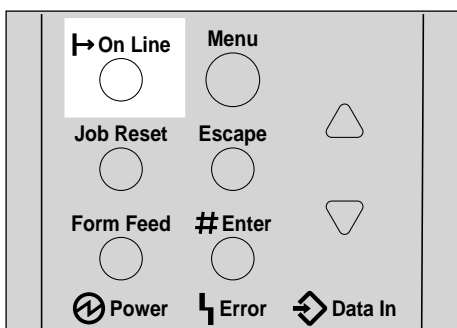 On Line Menu
Job Reset Escape
Form Feed # Enter
Power Error Data In